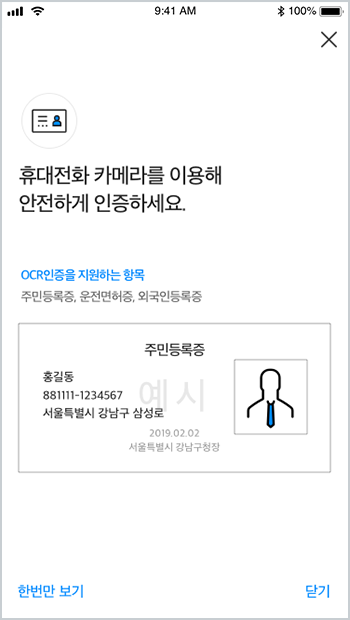 9:41 AM
100%
휴대전화 카메라를 이용해
안전하게 인증하세요.
OCR인증을 지원하는 항목
주민등록증, 운전면허증, 외국인등록증
주민등록증
홍길동
881111-1234567
서울특별시 강남구 삼성로
예시
2019.02.02
서울특별시 강남구청장
한번만 보기
닫기